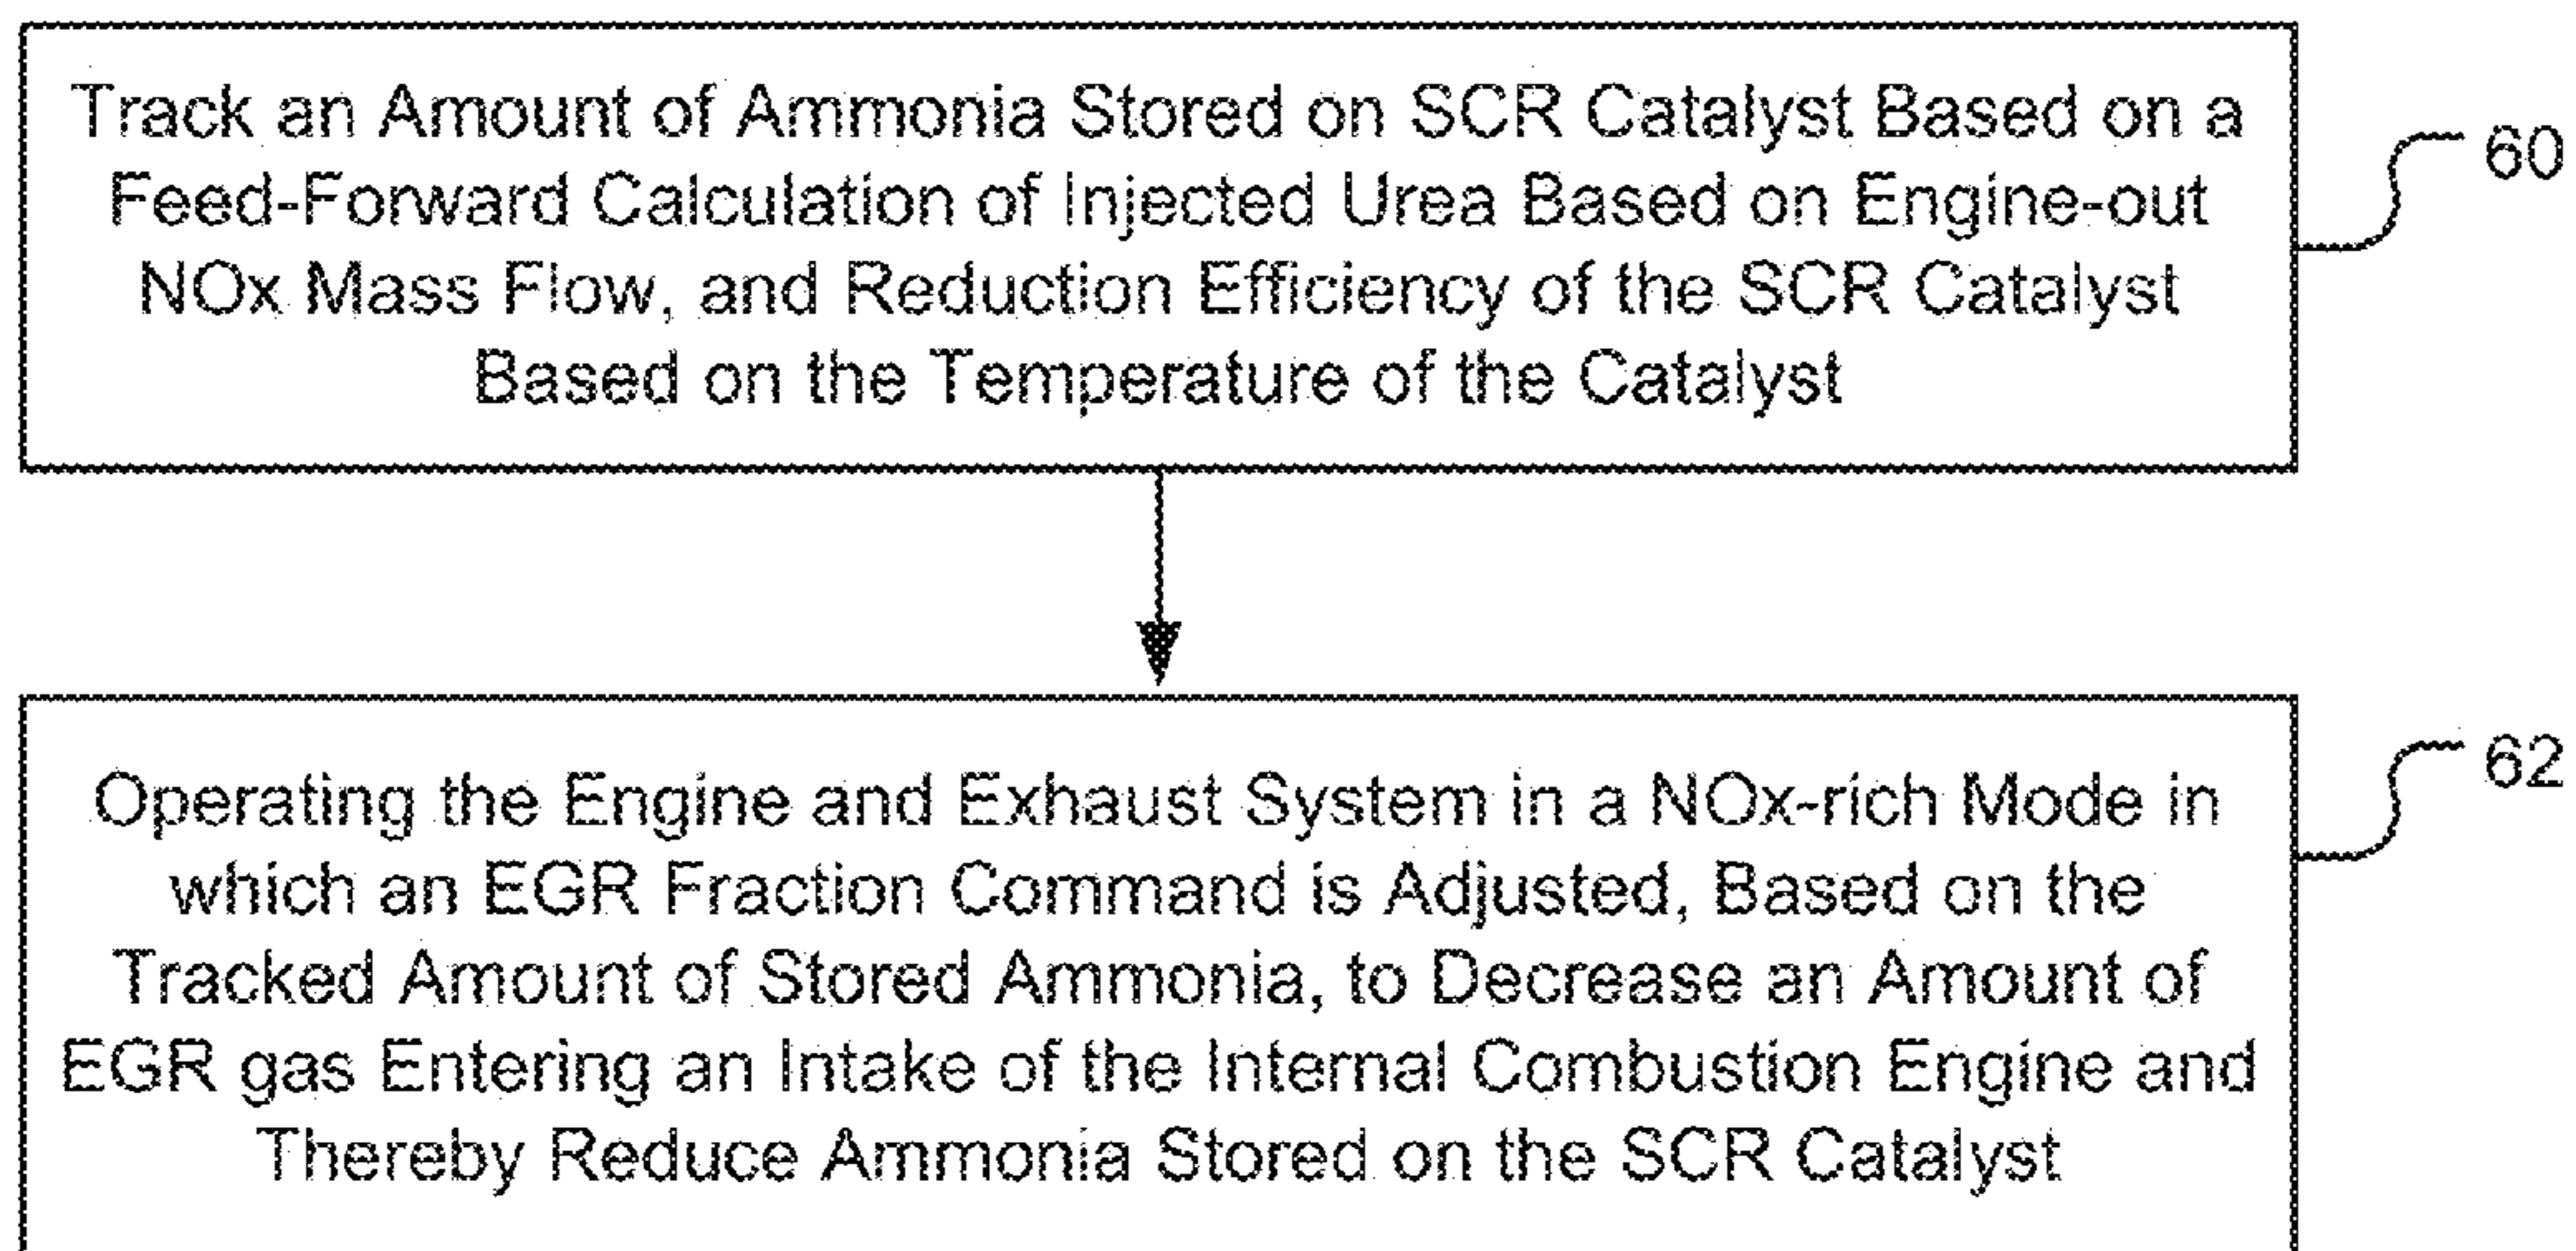 Track an Amount of Ammonia Stored on SCR Catalyst Based on a
Feed-Forward Calculation of Injected Urea Based on Engine-out
NOx Mass Flow, and Reduction Efficiency of the SCR Catalyst
Based on the Temperature of the Catalyst
60
Operating the Engine and Exhaust System in a NOx-rich Mode in
which an EGR Fraction Command is Adjusted, Based on the
Tracked Amount of Stored Ammonia, to Decrease an Amount of
EGR gas Entering an Intake of the Internal Combustion Engine and
Thereby Reduce Ammonia Stored on the SCR Catalyst
62